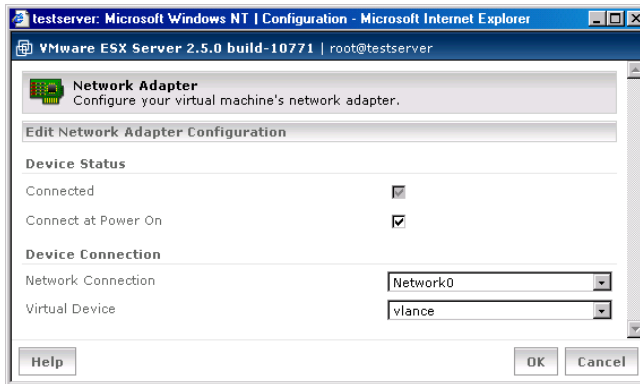 testserver: Microsoft Windows NT | Configuration - Microsoft Internet Explorer
VMware ESX Server 2.5.0 build-10771 | root@testserver
Network Adapter
Configure your virtual machine's network adapter.
Edit Network Adapter Configuration
Device Status
Connected
Connect at Power On
Device Connection
Network Connection Network0
Virtual Device vlance
Help OK Cancel